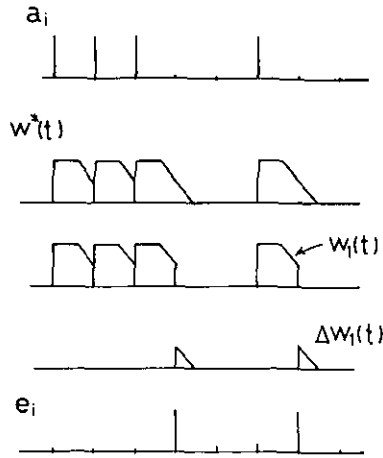 aᵢ
W*(t)
W₁(t)
ΔW₁(t)
eᵢ